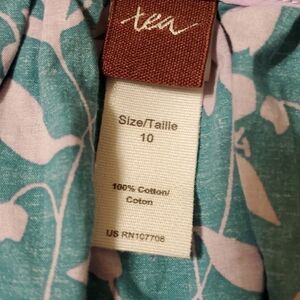 tea
Size/Taille
10
100% Cotton/
Coton
US RN107708